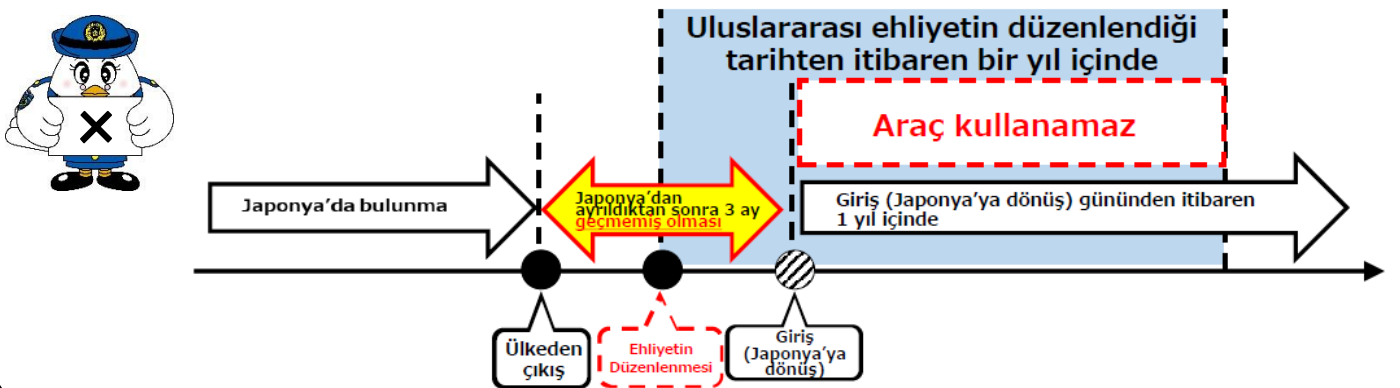 Uluslararası ehliyetin düzenlendiği
tarihten itibaren bir yıl içinde
Araç kullanamaz
Japonya’da bulunma
Japonya’dan
ayrıldıktan sonra 3 ay
geçmemiş olması
Giriş (Japonya’ya dönüş) gününden itibaren
1 yıl içinde
Ülkeden
çıkış
Ehliyetin
Düzenlenmesi
Giriş
(Japonya’ya
dönüş)